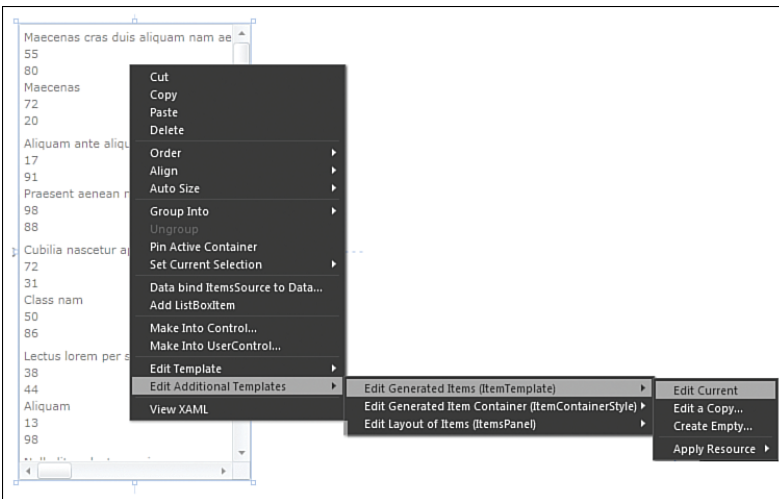 Maecenas cras duis aliquam nam ae
55
80
Maecenas
72
20
Aliquam ante aliqu
17
91
Praesent aenean
98
88
Cubilia nascetur
72
31
Class nam
50
86
Lectus lorem per s
38
44
Aliquam
13
98
Cut
Copy
Paste
Delete
Order
Align
Auto Size
Group Into
Ungroup
Pin Active Container
Set Current Selection
Data bind ItemsSource to Data...
Add ListBoxItem
Make Into Control...
Make Into UserControl...
Edit Template
Edit Additional Templates
View XAML
Edit Generated Items (ItemTemplate)
Edit Generated Item Container (ItemContainerStyle)
Edit Layout of Items (ItemsPanel)
Edit Current
Edit a Copy...
Create Empty...
Apply Resource